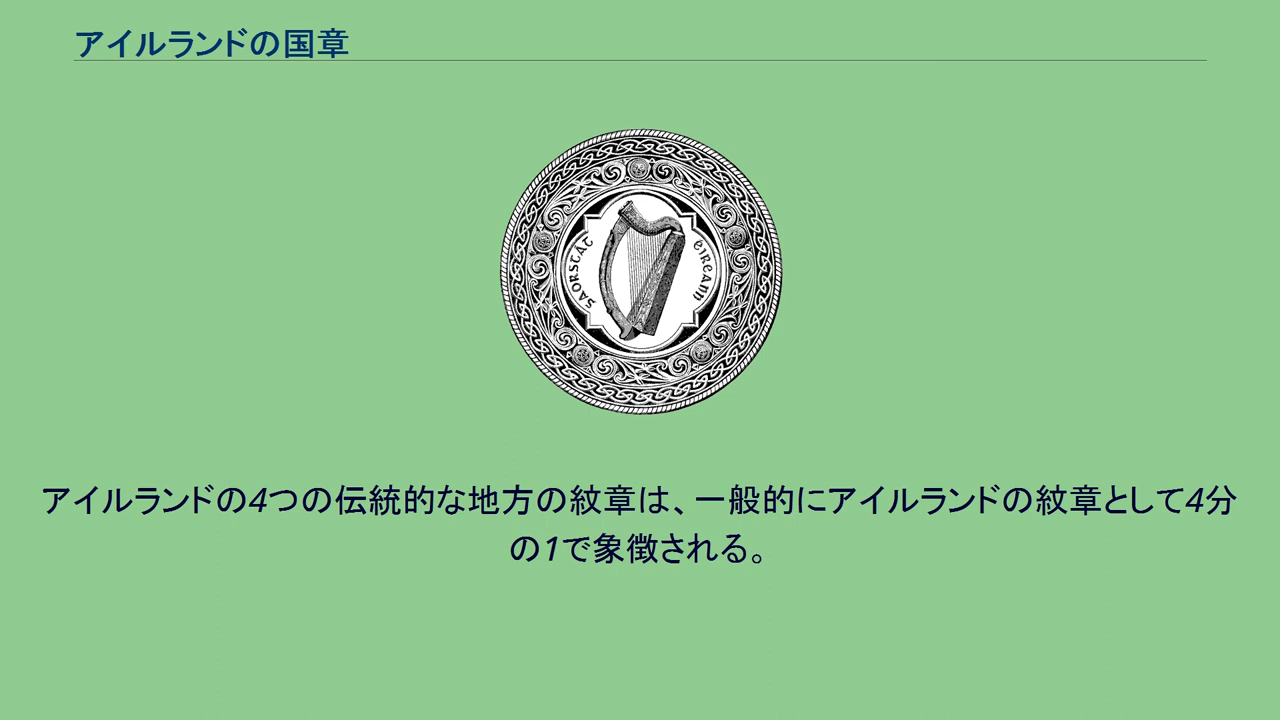 アイルランドの国章
SAORSTÁT
ÉIREANN
アイルランドの4つの伝統的な地方の紋章は、一般的にアイルランドの紋章として4分
の1で象徴される。